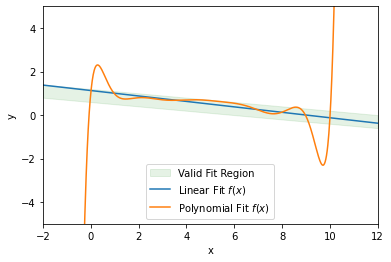 4
2
0
−2
−4
y
−2 0 2 4 6 8 10 12
x
Valid Fit Region
Linear Fit f(x)
Polynomial Fit f(x)